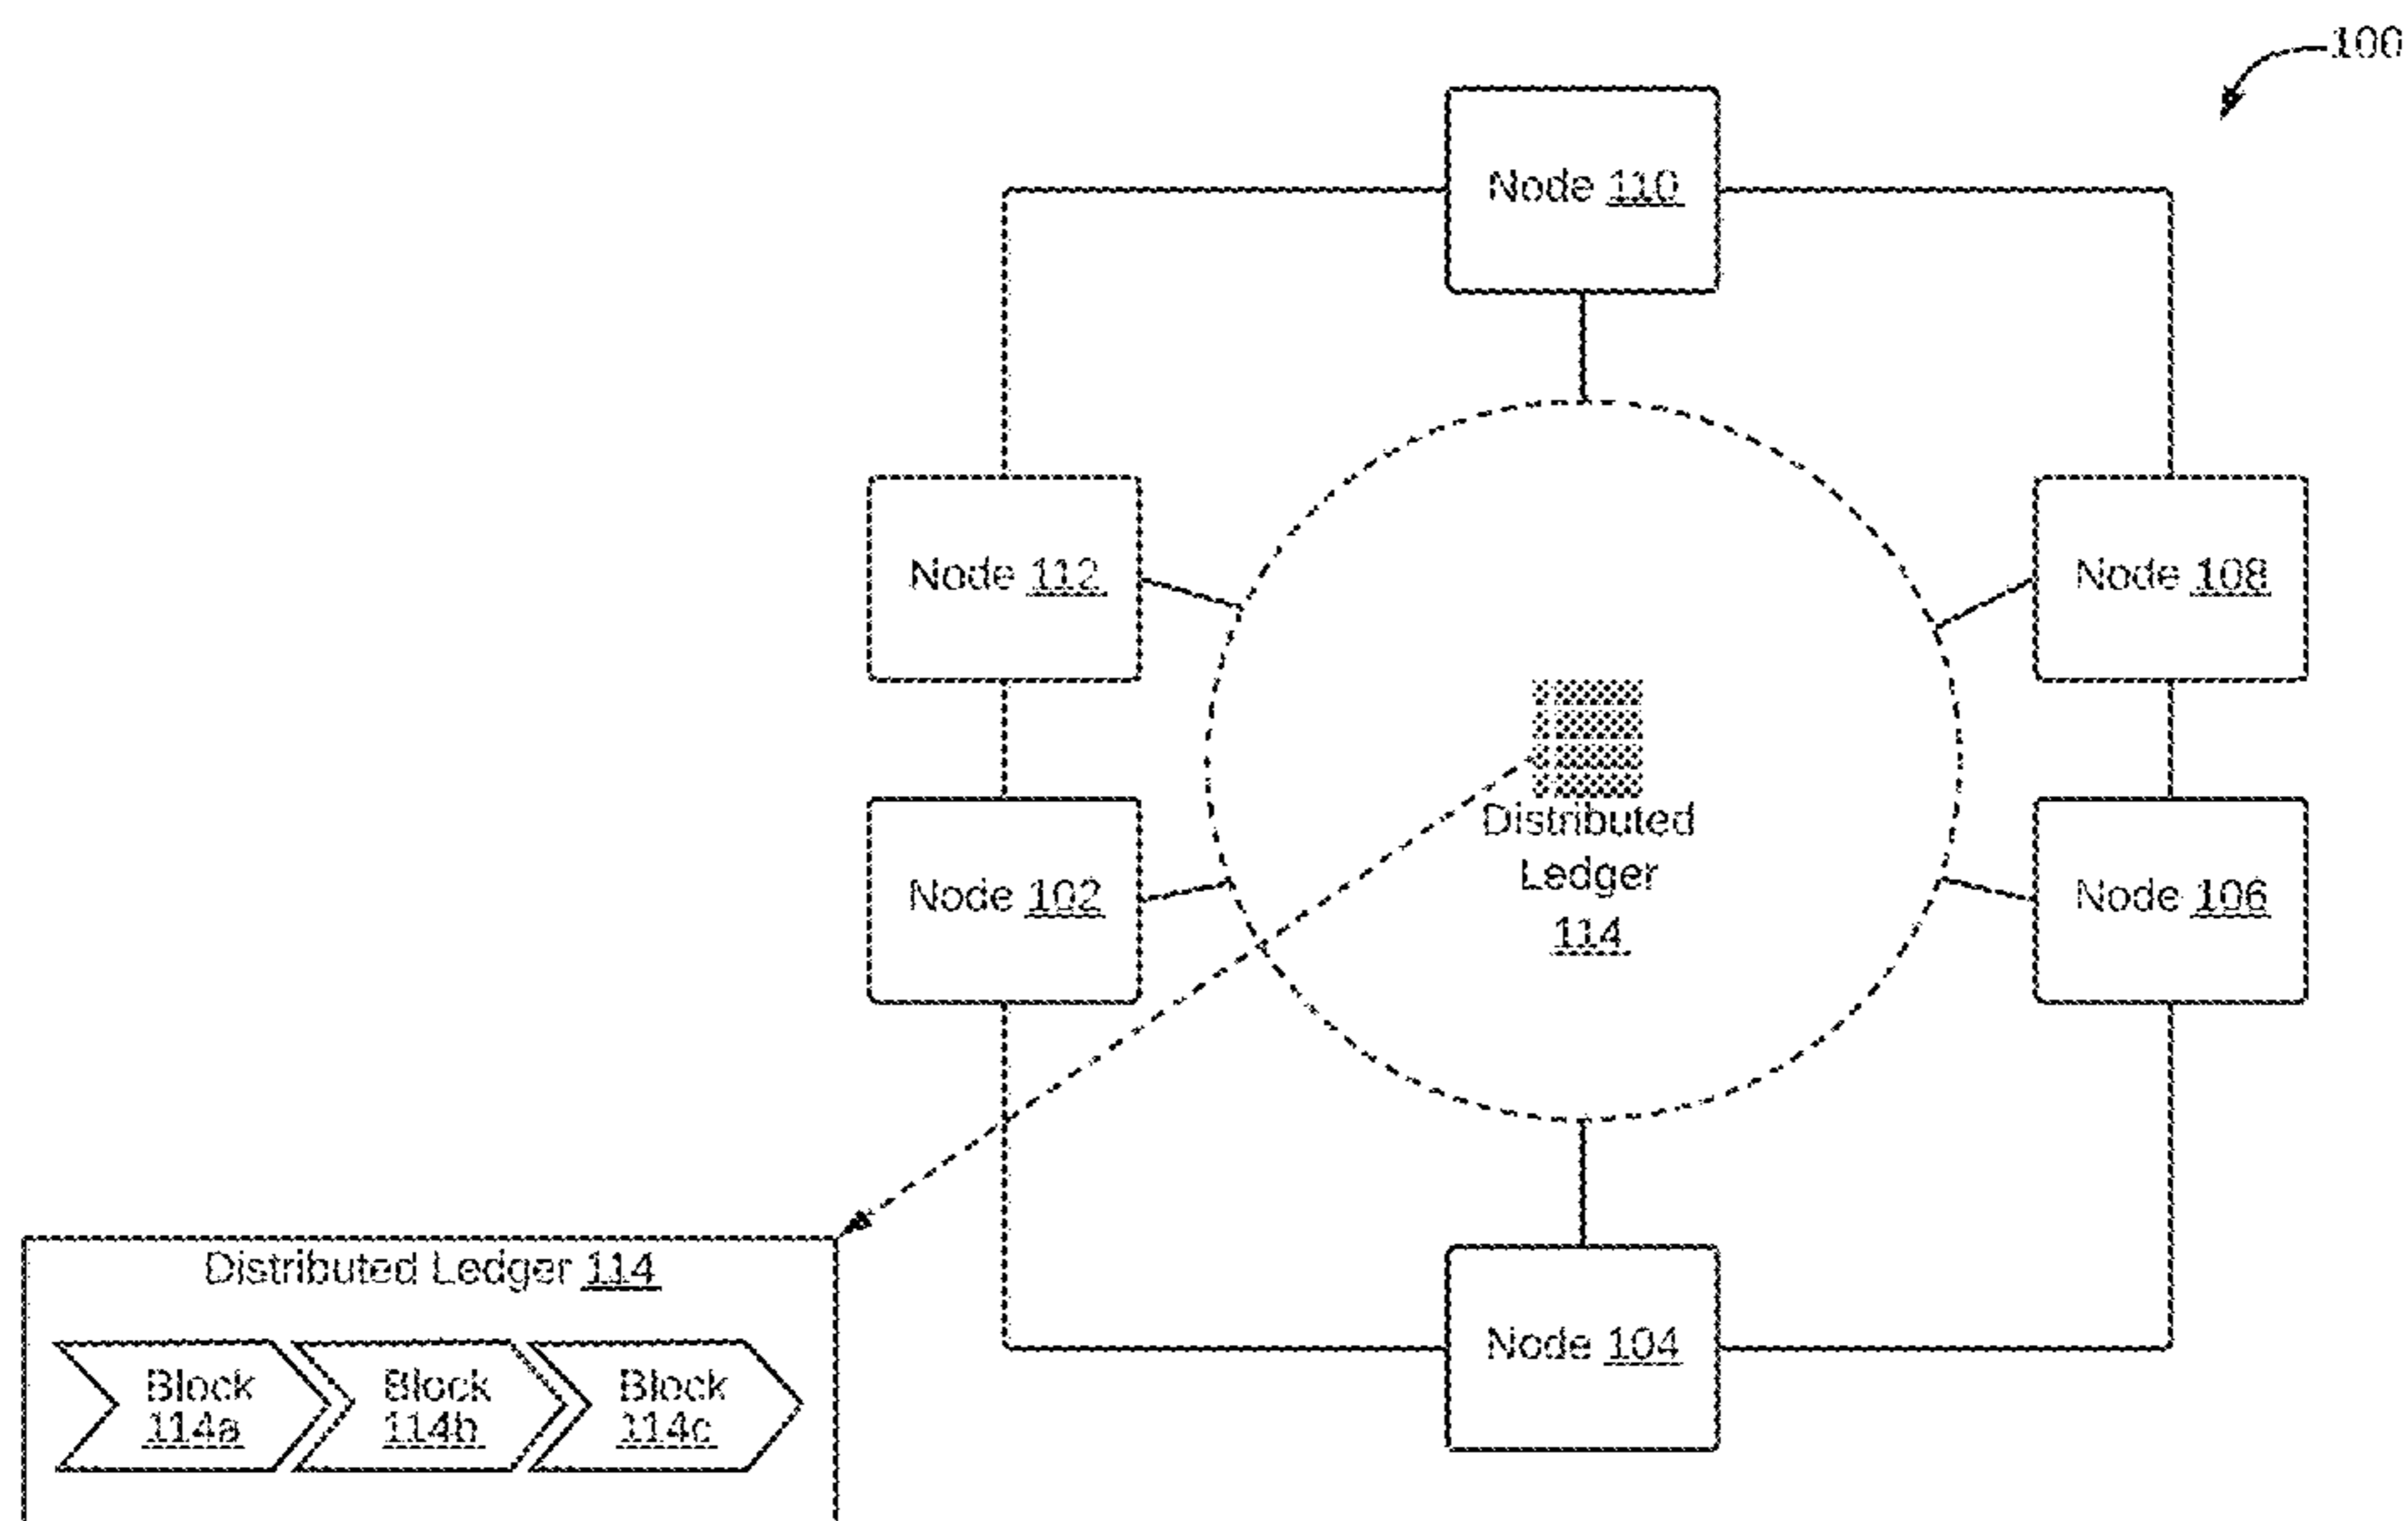 100
Node 110
Node 112
Node 108
Distributed
Ledger
114
Node 102
Node 106
Distributed Ledger 114
Node 104
Block
114a
Block
114b
Block
114c